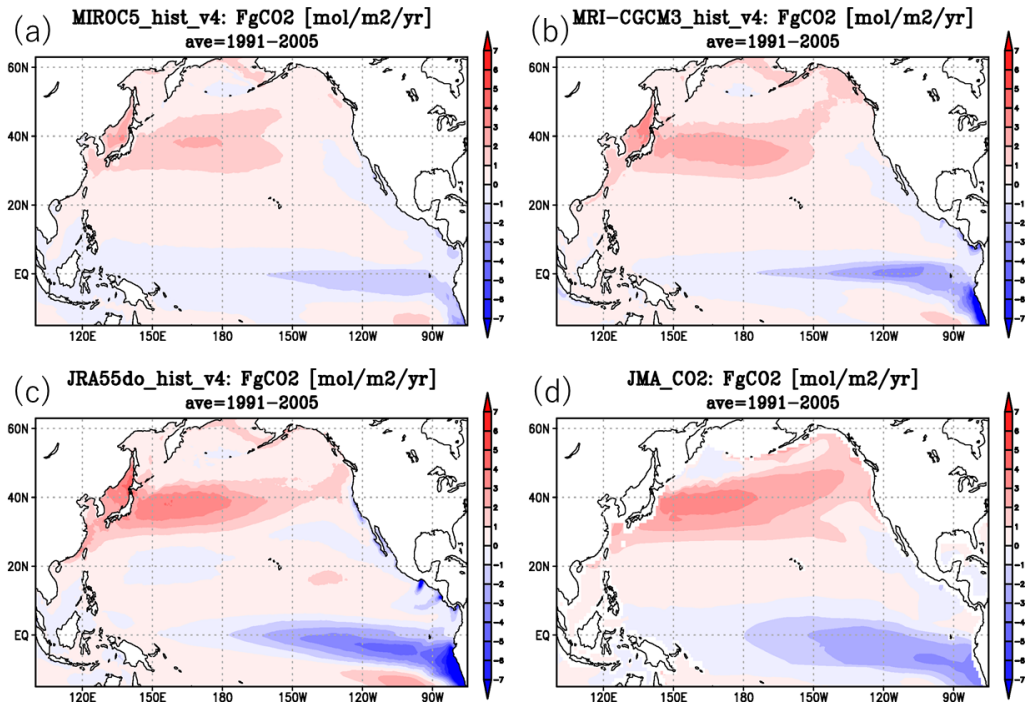 (a) MIROC5_hist_v4: FgCO2 [mol/m2/yr]
ave=1991-2005
60N
40N
20N
EQ
120E 150E 180 150W 120W 90W
7
6
5
4
3
2
1
0
-1
-2
-3
-4
-5
-6
-7
(b) MRI-CGCM3_hist_v4: FgCO2 [mol/m2/yr]
ave=1991-2005
60N
40N
20N
EQ
120E 150E 180 150W 120W 90W
7
6
5
4
3
2
1
0
-1
-2
-3
-4
-5
-6
-7
(c) JRA55do_hist_v4: FgCO2 [mol/m2/yr]
ave=1991-2005
60N
40N
20N
EQ
120E 150E 180 150W 120W 90W
7
6
5
4
3
2
1
0
-1
-2
-3
-4
-5
-6
-7
(d) JMA_CO2: FgCO2 [mol/m2/yr]
ave=1991-2005
60N
40N
20N
EQ
120E 150E 180 150W 120W 90W
7
6
5
4
3
2
1
0
-1
-2
-3
-4
-5
-6
-7